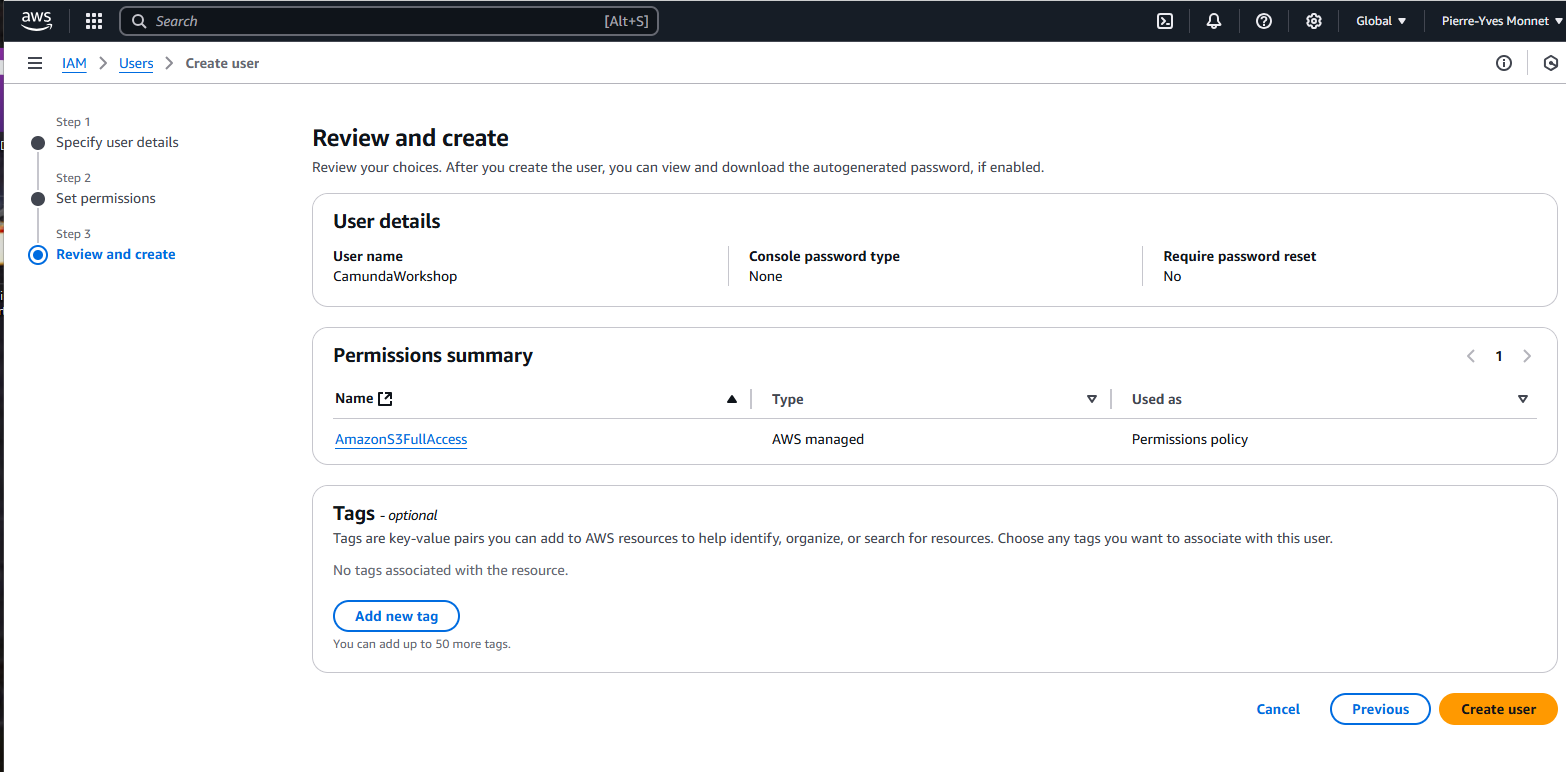 aws
Search [Alt+S]
Global
Pierre-Yves Monnet
IAM > Users > Create user
Step 1
Specify user details
Step 2
Set permissions
Step 3
Review and create
Review and create
Review your choices. After you create the user, you can view and download the autogenerated password, if enabled.
User details
User name
CamundaWorkshop
Console password type
None
Require password reset
No
Permissions summary
1
Name Type Used as
AmazonS3FullAccess AWS managed Permissions policy
Tags - optional
Tags are key-value pairs you can add to AWS resources to help identify, organize, or search for resources. Choose any tags you want to associate with this user.
No tags associated with the resource.
Add new tag
You can add up to 50 more tags.
Cancel Previous Create user